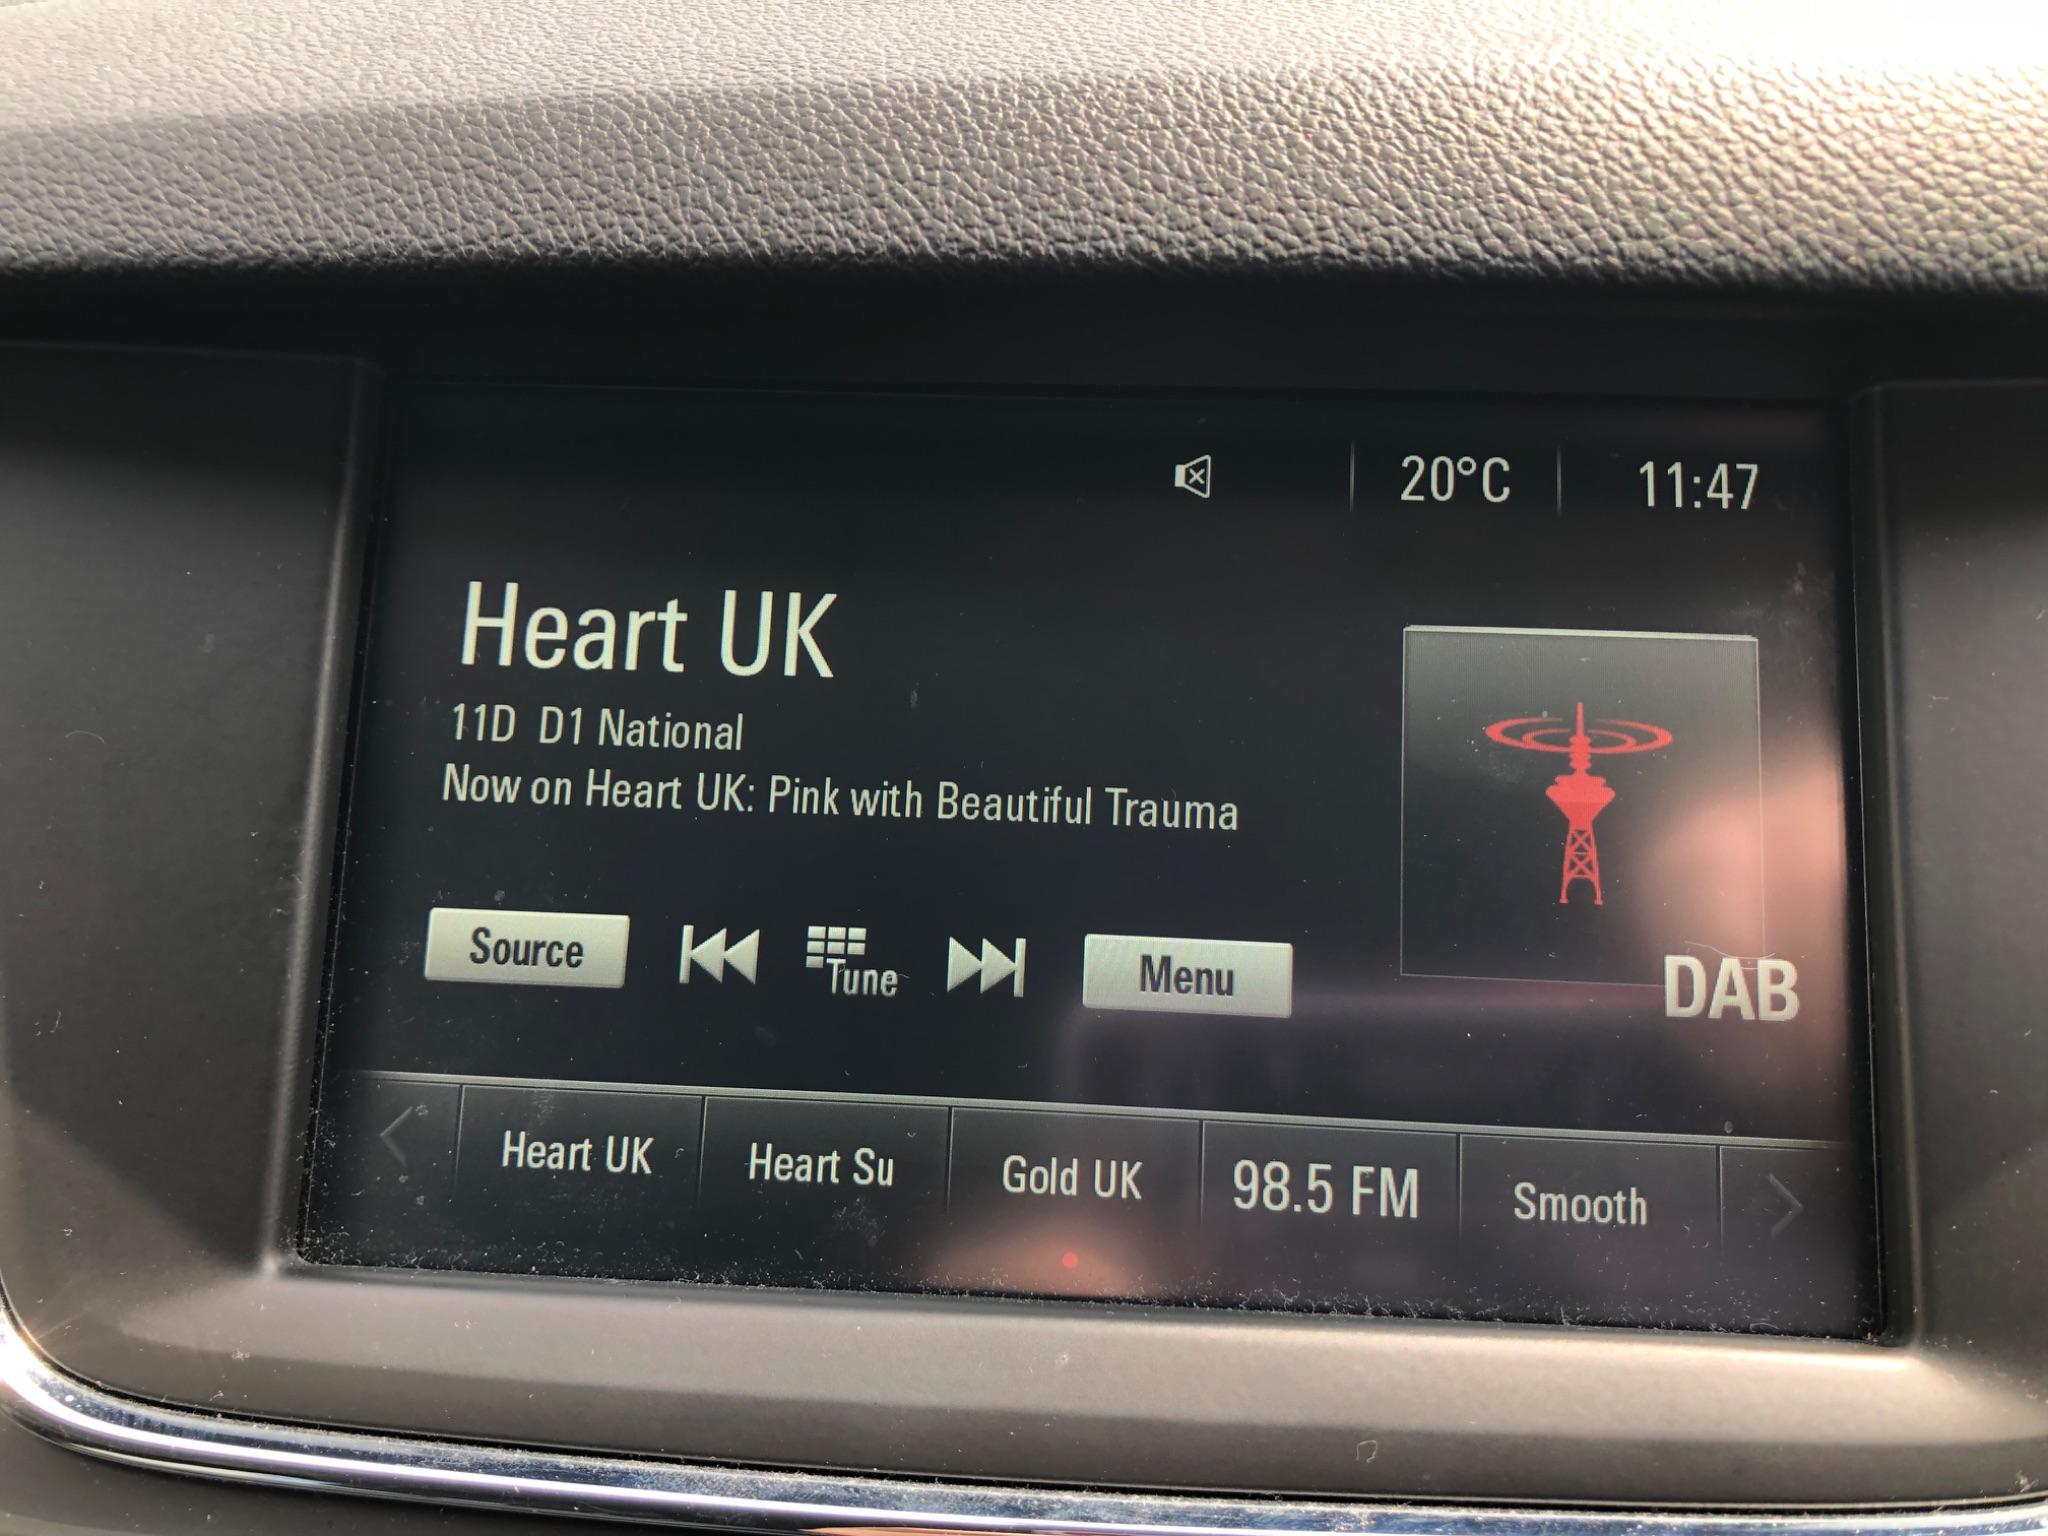 20°C 11:47
Heart UK
11D D1 National
Now on Heart UK: Pink with Beautiful Trauma
Source Tune Menu
DAB
Heart UK Heart Su Gold UK 98.5 FM Smooth